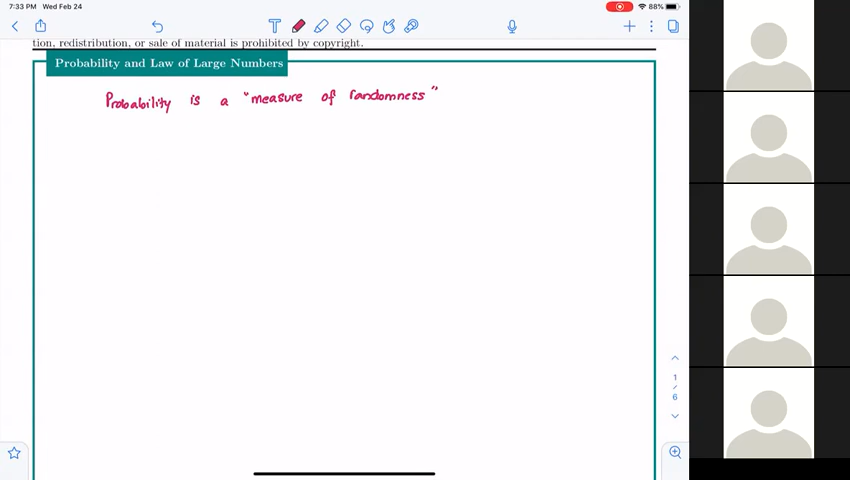 7:33 PM Wed Feb 24
88%
tion, redistribution, or sale of material is prohibited by copyright.
Probability and Law of Large Numbers
Probability is a "measure of randomness"
1
/
6